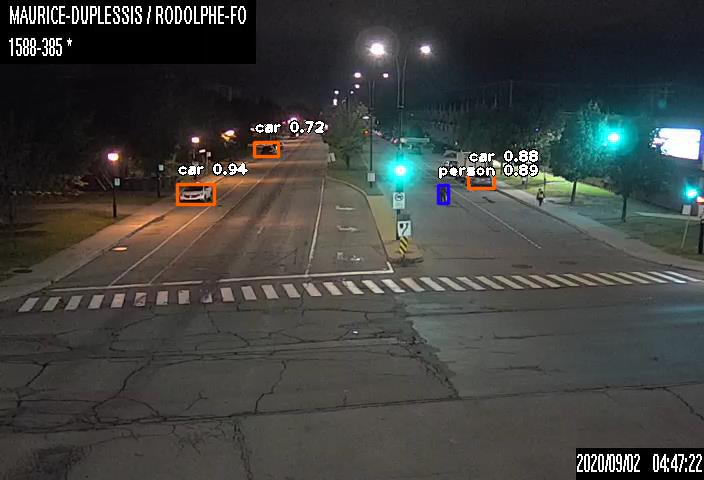 MAURICE-DUPLESSIS / RODOLPHE-FO
1588-385 *
car 0.72
car 0.94
car 0.88
person 0.89
2020/09/02 04:47:22